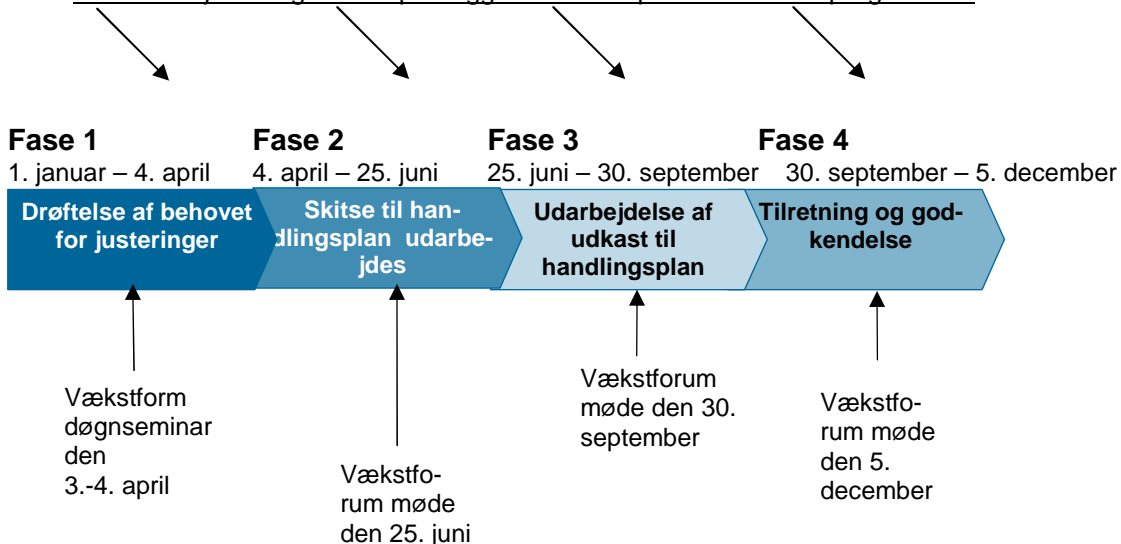 Fase 1
1. januar – 4. april
Drøftelse af behovet
for justeringer
Vækstform
døgnseminar
den
3.-4. april
Fase 2
4. april – 25. juni
Skitse til han-
dlingsplan udarbe-
jdes
Vækstfo-
rum møde
den 25. juni
Fase 3
25. juni – 30. september
Udarbejdelse af
udkast til
handlingsplan
Vækstforum
møde den 30.
september
Fase 4
30. september – 5. december
Tilretning og god-
kendelse
Vækstfo-
rum møde
den 5.
december